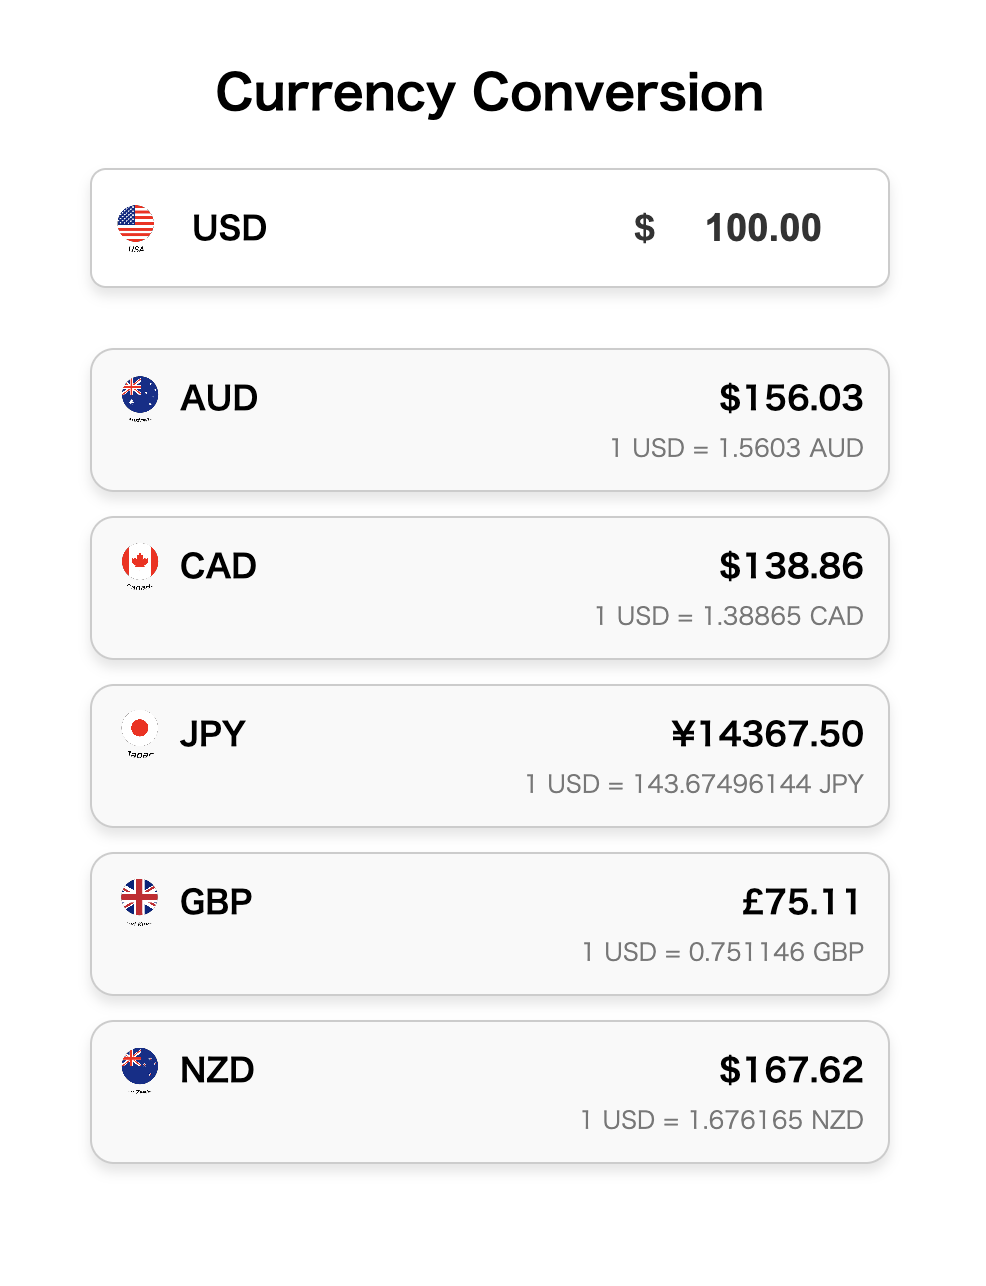 Currency Conversion
USD $ 100.00
USA
AUD $156.03
1 USD = 1.5603 AUD
CAD $138.86
1 USD = 1.38865 CAD
JPY ¥14367.50
1 USD = 143.67496144 JPY
GBP £75.11
1 USD = 0.751146 GBP
NZD $167.62
1 USD = 1.676165 NZD